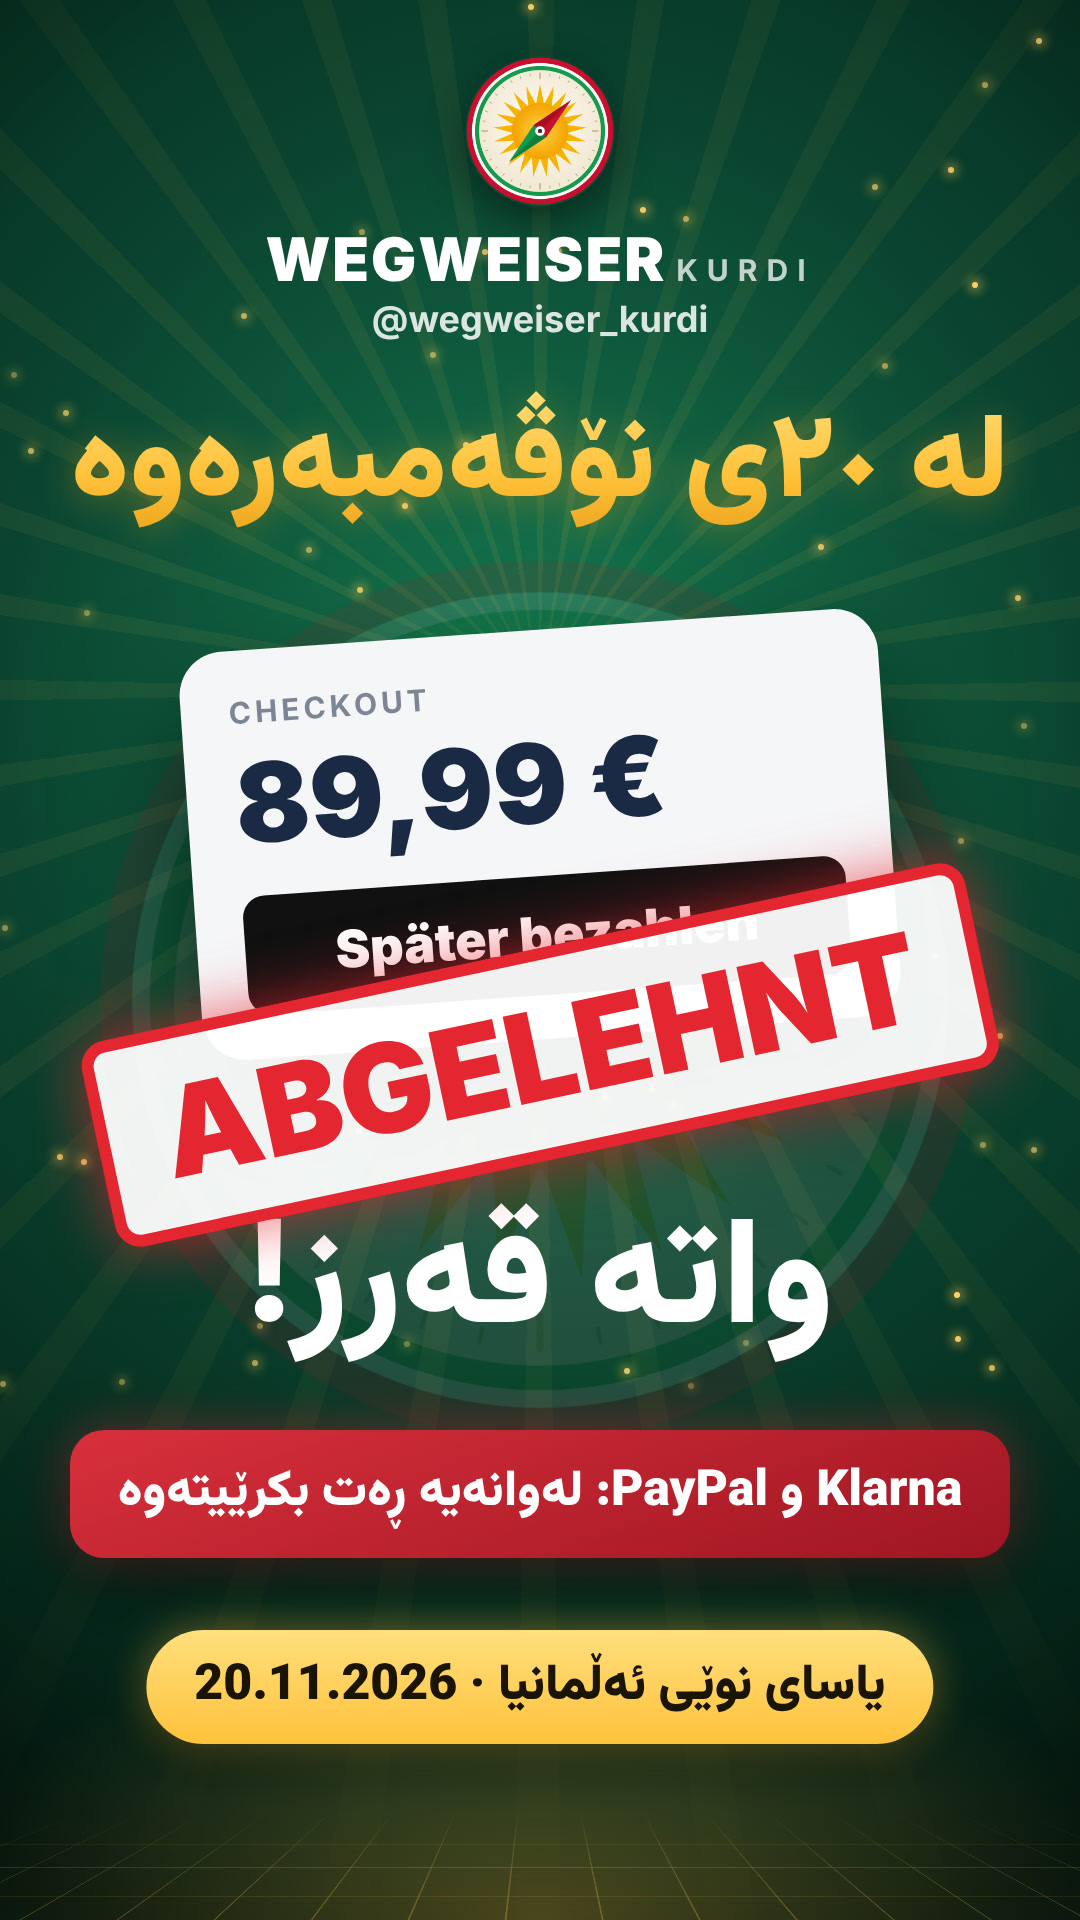 WEGWEISER KURDI
@wegweiser_kurdi
لە ٢٠ی نۆڤەمبەرەوە
CHECKOUT
89,99 €
Später bezahlen
ABGELEHNT
واتە قەرز!
Klarna و PayPal: لەوانەیە ڕەت بکرێیتەوە
یاسای نوێی ئەڵمانیا · 20.11.2026